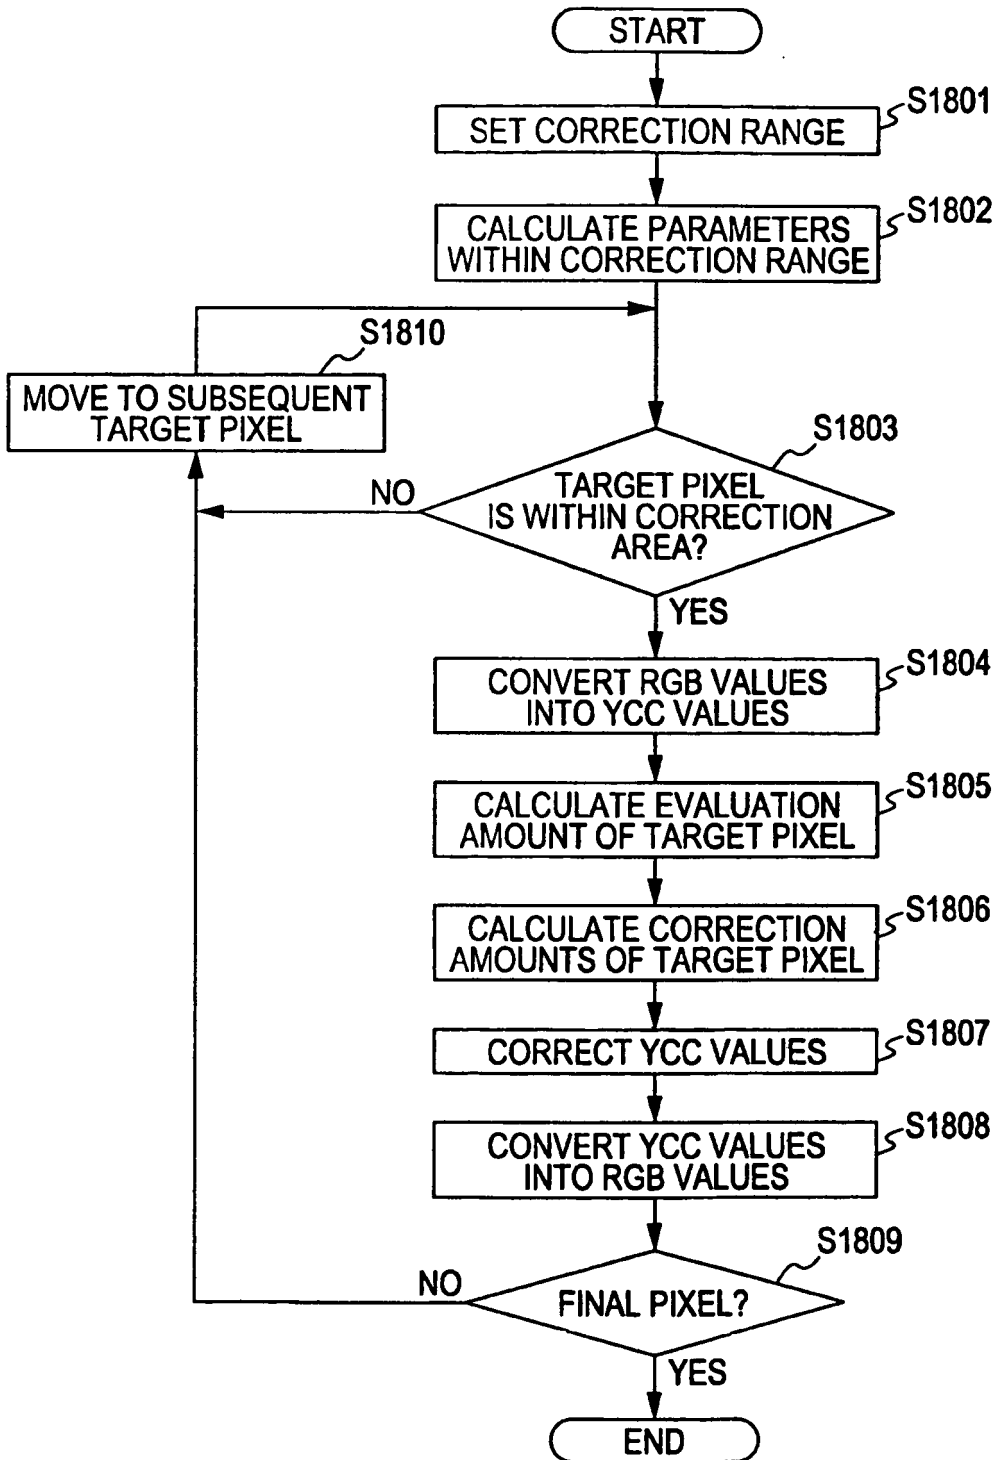 START
S1801
SET CORRECTION RANGE
S1802
CALCULATE PARAMETERS
WITHIN CORRECTION RANGE
S1810
MOVE TO SUBSEQUENT
TARGET PIXEL
S1803
NO
TARGET PIXEL
IS WITHIN CORRECTION
AREA?
YES
S1804
CONVERT RGB VALUES
INTO YCC VALUES
S1805
CALCULATE EVALUATION
AMOUNT OF TARGET PIXEL
S1806
CALCULATE CORRECTION
AMOUNTS OF TARGET PIXEL
S1807
CORRECT YCC VALUES
S1808
CONVERT YCC VALUES
INTO RGB VALUES
S1809
NO
FINAL PIXEL?
YES
END